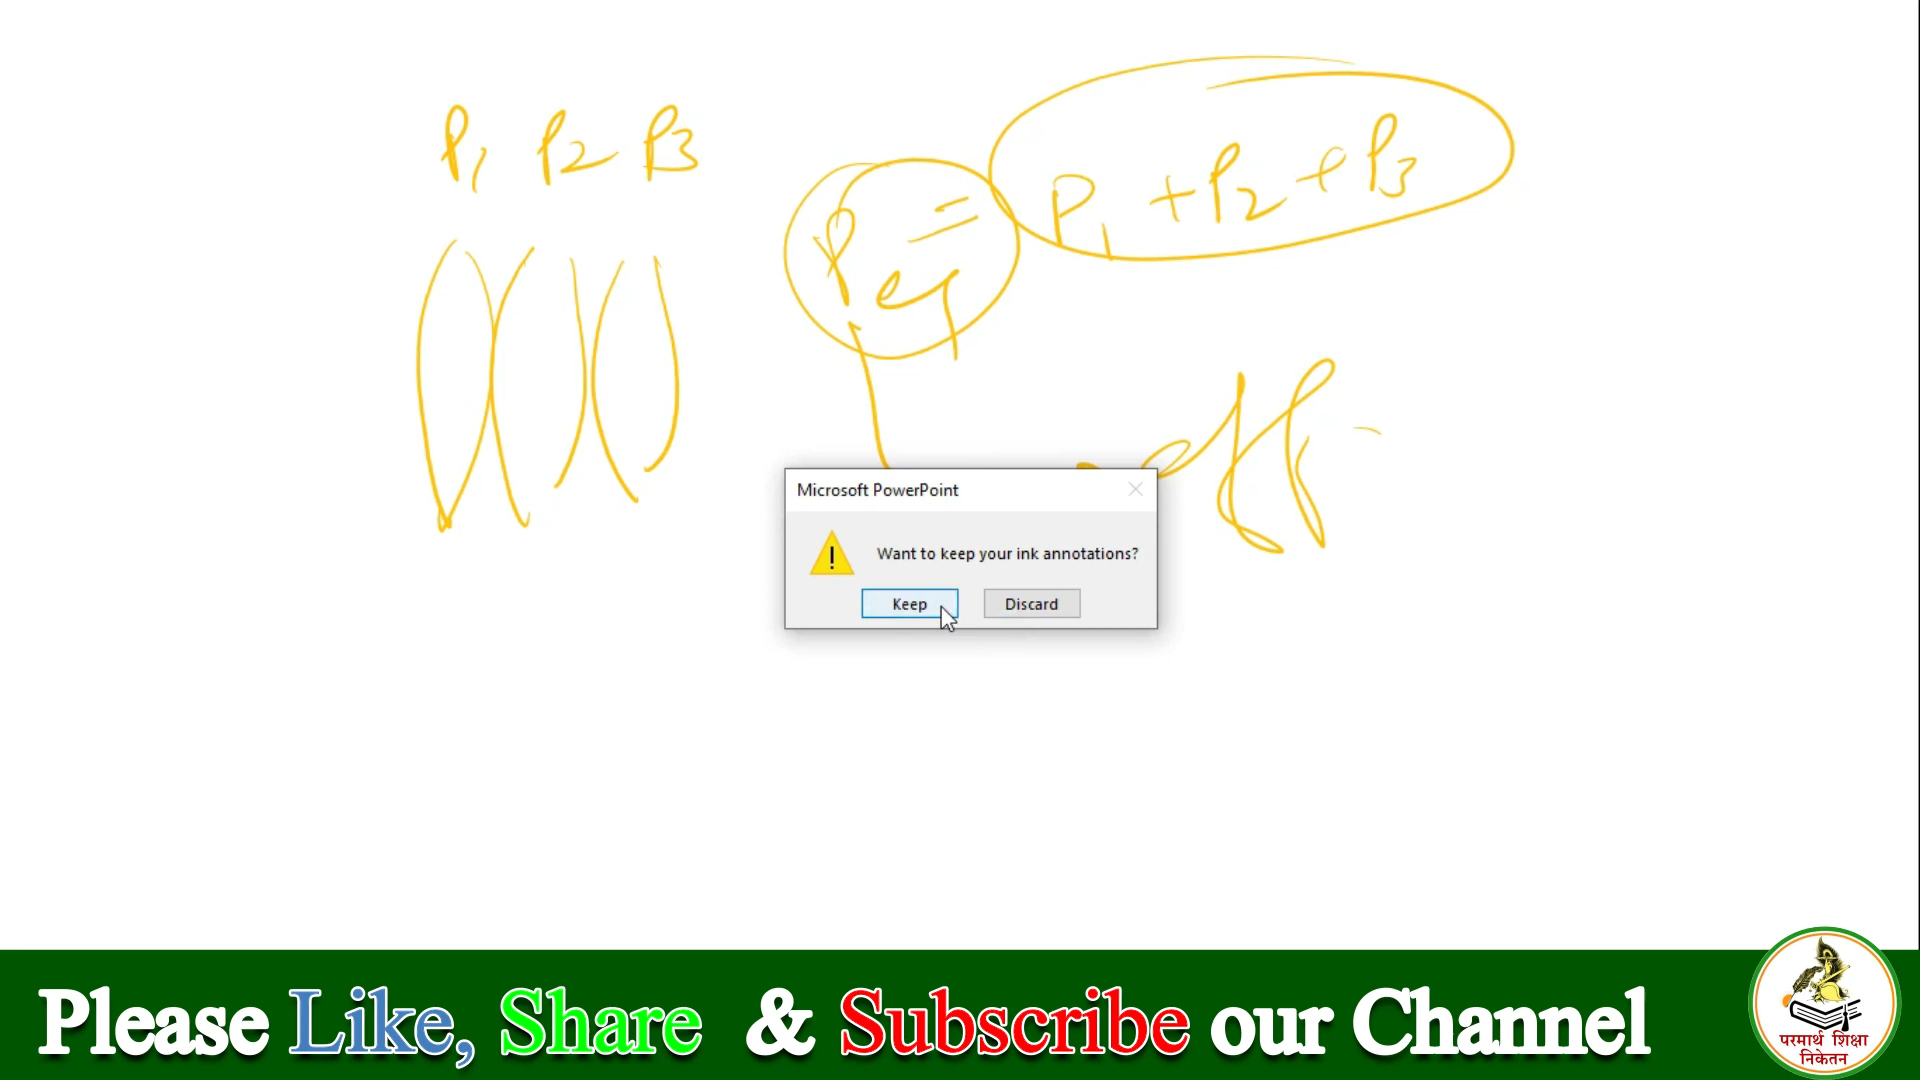 P1 P2 P3
Peq = P1 + P2 + P3
Microsoft PowerPoint
Want to keep your ink annotations?
Keep Discard
Please Like, Share & Subscribe our Channel
परमार्थ शिक्षा
निकेतन